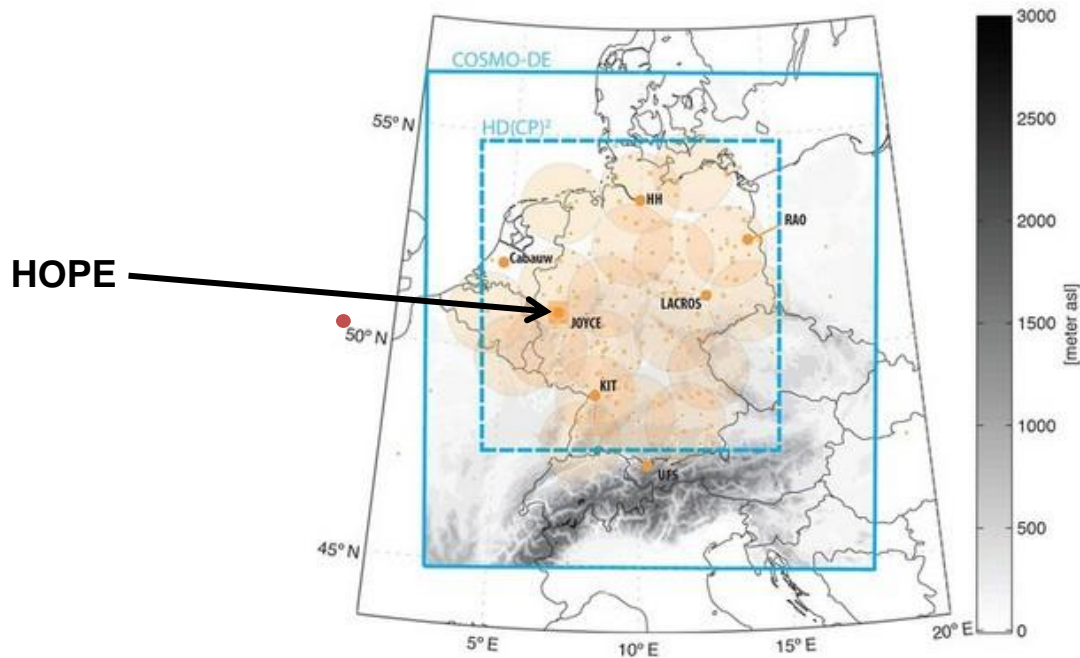 COSMO-DE
HD(CP)²
55° N
HH
RAO
Cabauw
HOPE
LACROS
JOYCE
50° N
KIT
UFS
45° N
5° E
10° E
15° E
20° E
3000
2500
2000
1500
1000
500
0
[meter asl]